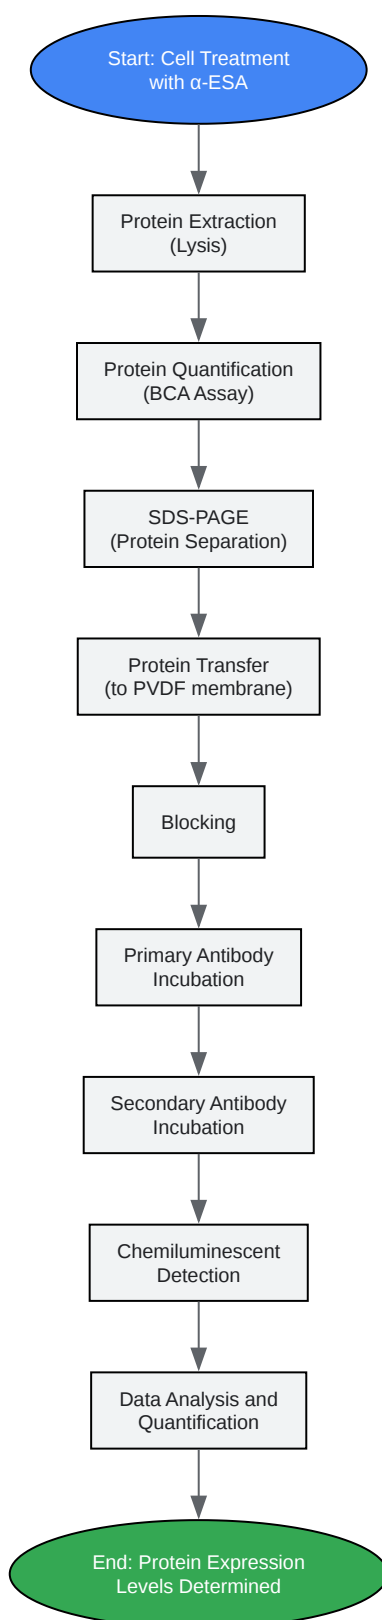 Start: Cell Treatment
with α-ESA
Protein Extraction
(Lysis)
Protein Quantification
(BCA Assay)
SDS-PAGE
(Protein Separation)
Protein Transfer
(to PVDF membrane)
Blocking
Primary Antibody
Incubation
Secondary Antibody
Incubation
Chemiluminescent
Detection
Data Analysis and
Quantification
End: Protein Expression
Levels Determined